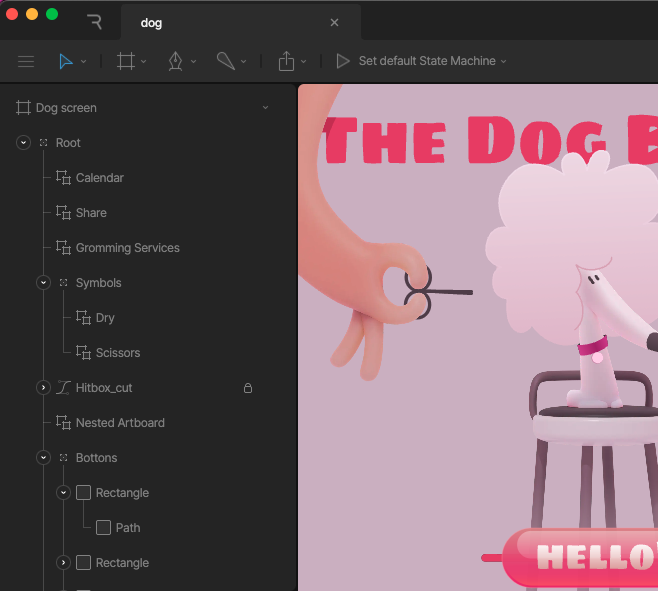 dog
Set default State Machine
Dog screen
Root
Calendar
Share
Gromming Services
Symbols
Dry
Scissors
Hitbox_cut
Nested Artboard
Bottons
Rectangle
Path
Rectangle
THE DOG B
HELLO